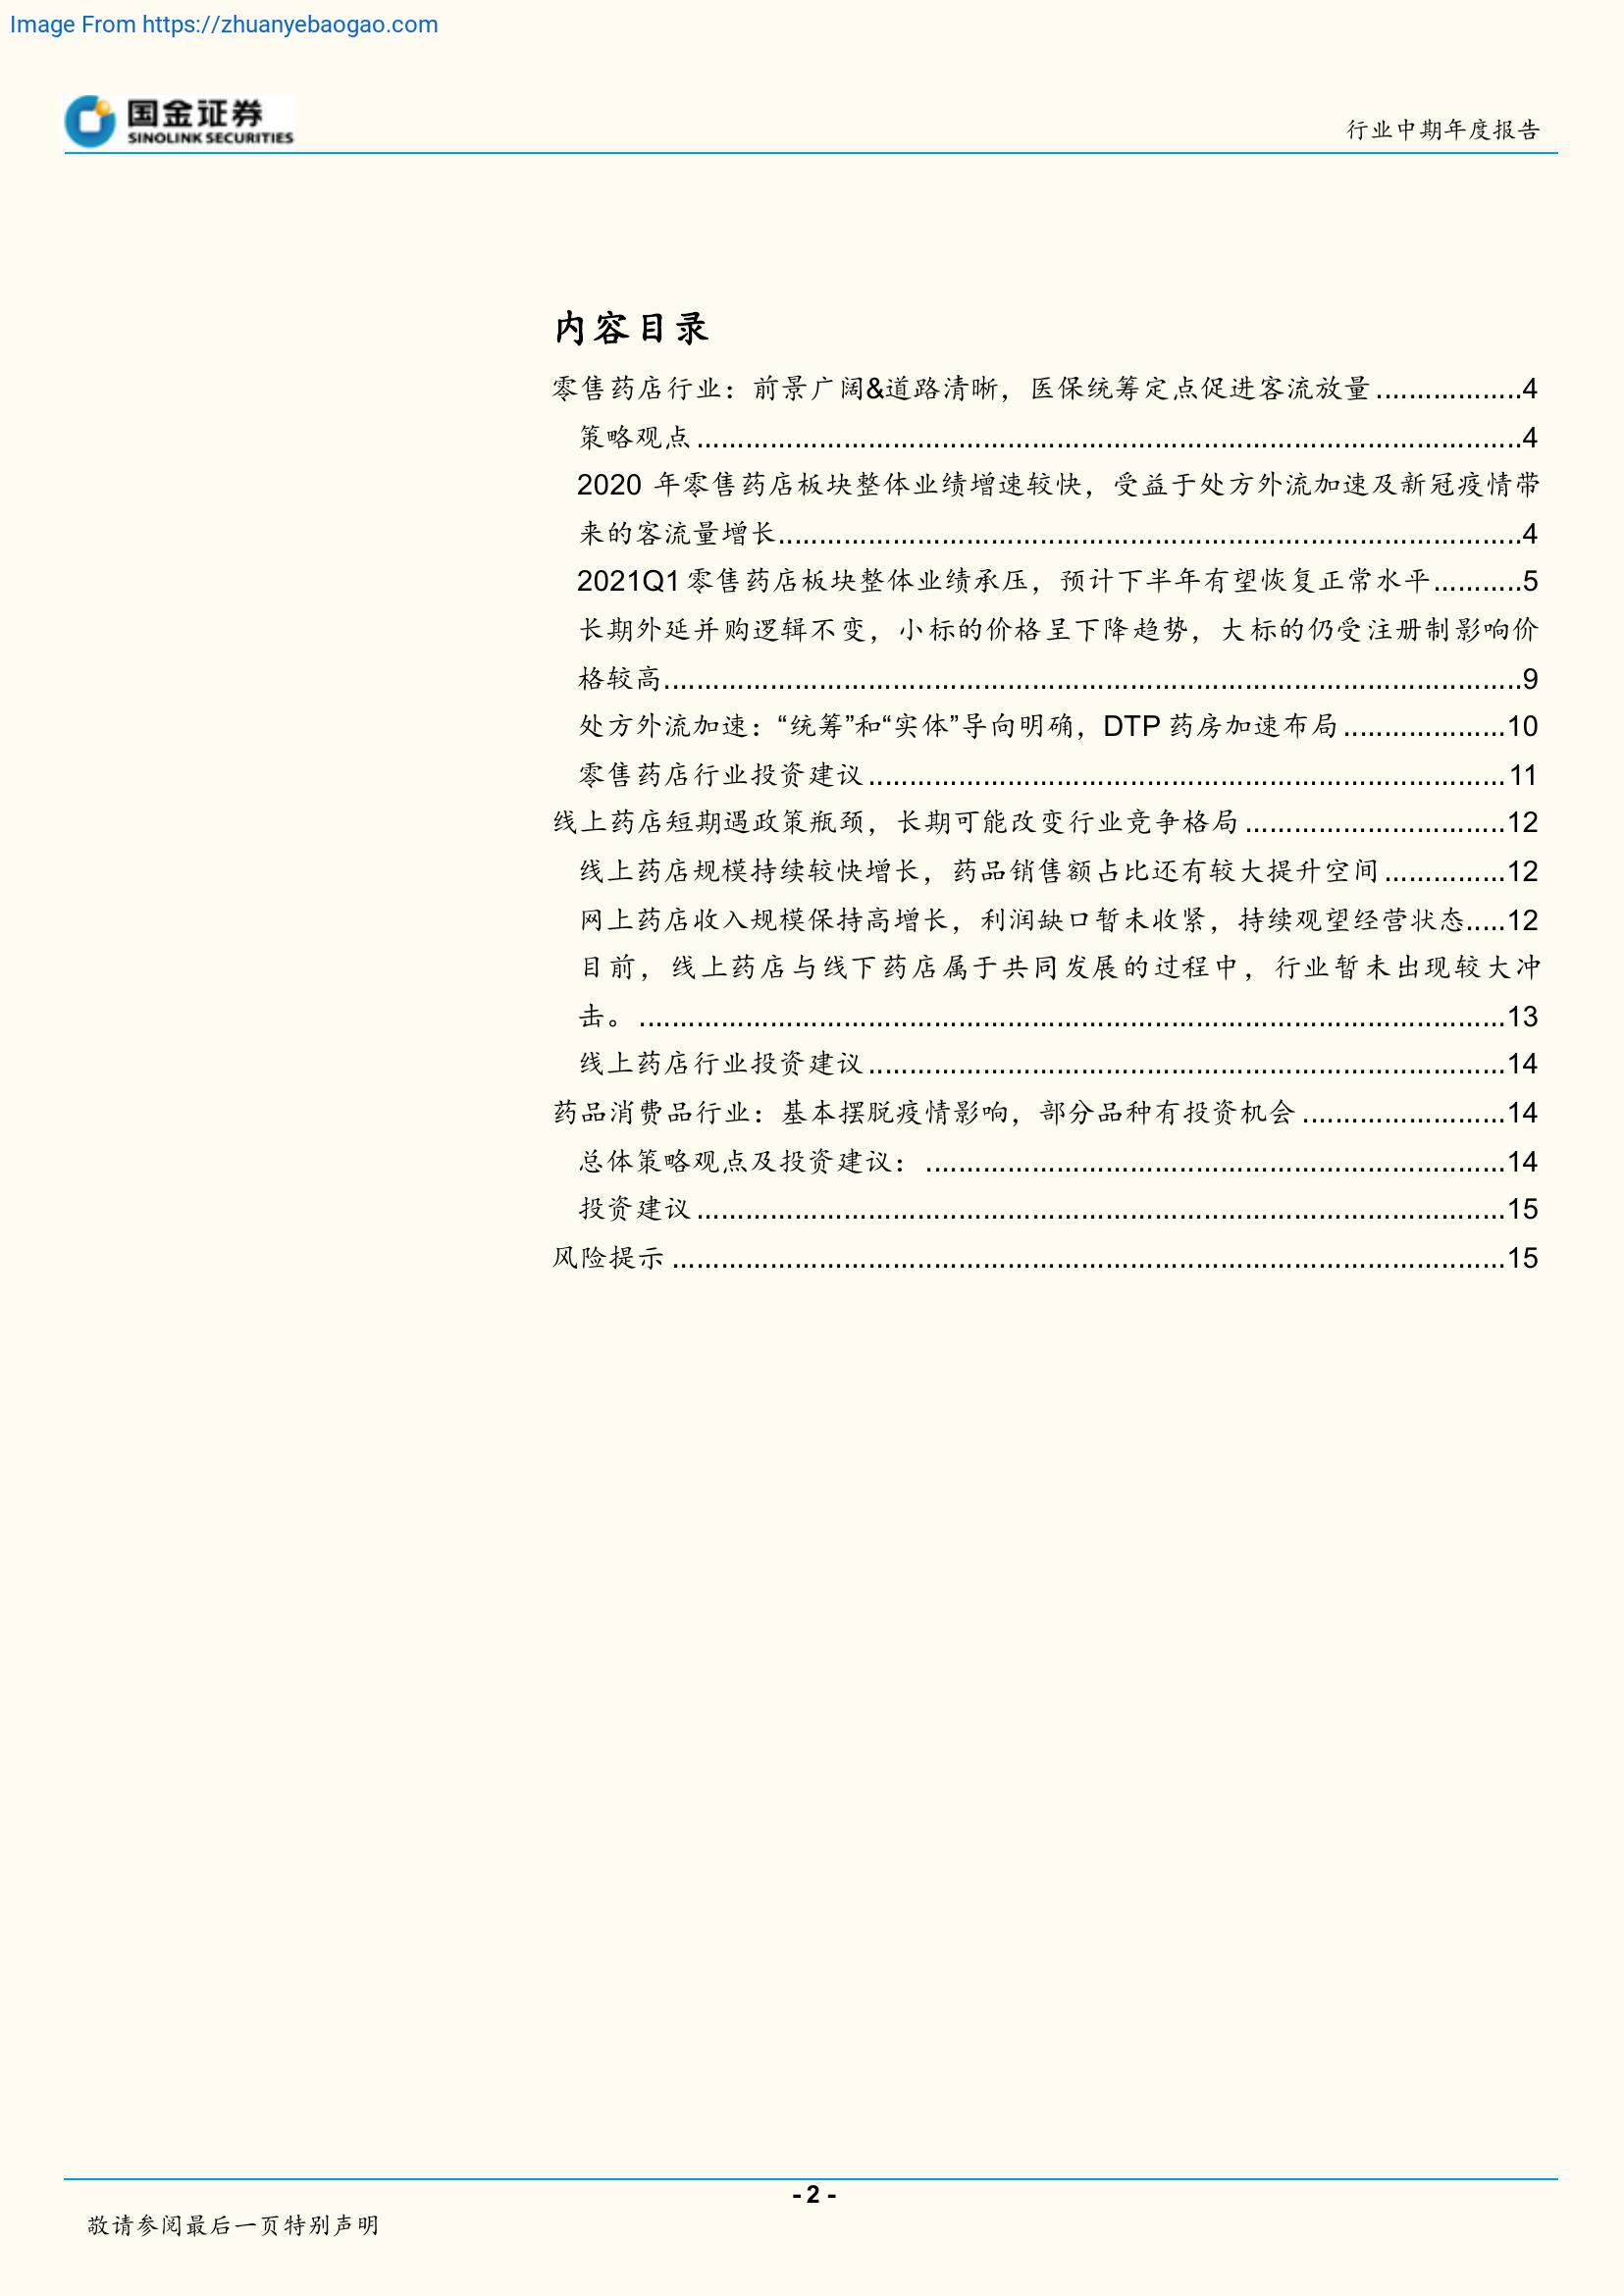 Image From https://zhuanyebaogao.com
国金证券
SINOLINK SECURITIES
行业中期年度报告
内容目录
零售药店行业：前景广阔&道路清晰，医保统筹定点促进客流放量..................4
策略观点.....................................................................................................4
2020 年零售药店板块整体业绩增速较快，受益于处方外流加速及新冠疫情带
来的客流量增长...........................................................................................4
2021Q1零售药店板块整体业绩承压，预计下半年有望恢复正常水平...........5
长期外延并购逻辑不变，小标的价格呈下降趋势，大标的仍受注册制影响价
格较高.........................................................................................................9
处方外流加速：“统筹”和“实体”导向明确，DTP 药房加速布局....................10
零售药店行业投资建议..............................................................................11
线上药店短期遇政策瓶颈，长期可能改变行业竞争格局................................12
线上药店规模持续较快增长，药品销售额占比还有较大提升空间...............12
网上药店收入规模保持高增长，利润缺口暂未收紧，持续观望经营状态.....12
目前，线上药店与线下药店属于共同发展的过程中，行业暂未出现较大冲
击。..........................................................................................................13
线上药店行业投资建议..............................................................................14
药品消费品行业：基本摆脱疫情影响，部分品种有投资机会.........................14
总体策略观点及投资建议：.......................................................................14
投资建议...................................................................................................15
风险提示......................................................................................................15
- 2 -
敬请参阅最后一页特别声明